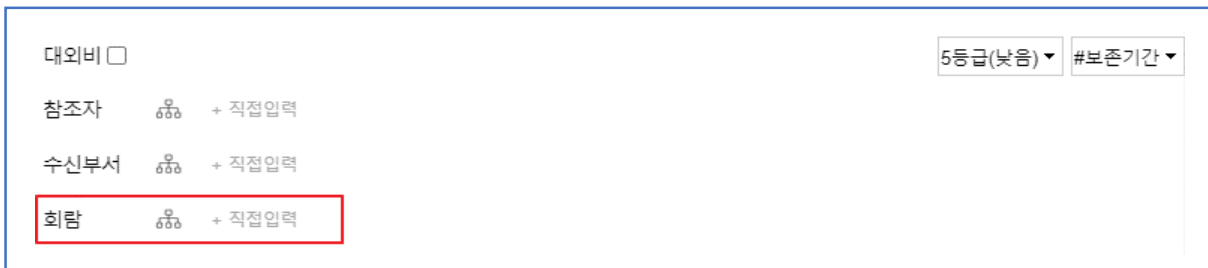 대외비 5등급(낮음) #보존기간
참조자 + 직접입력
수신부서 + 직접입력
회람 + 직접입력